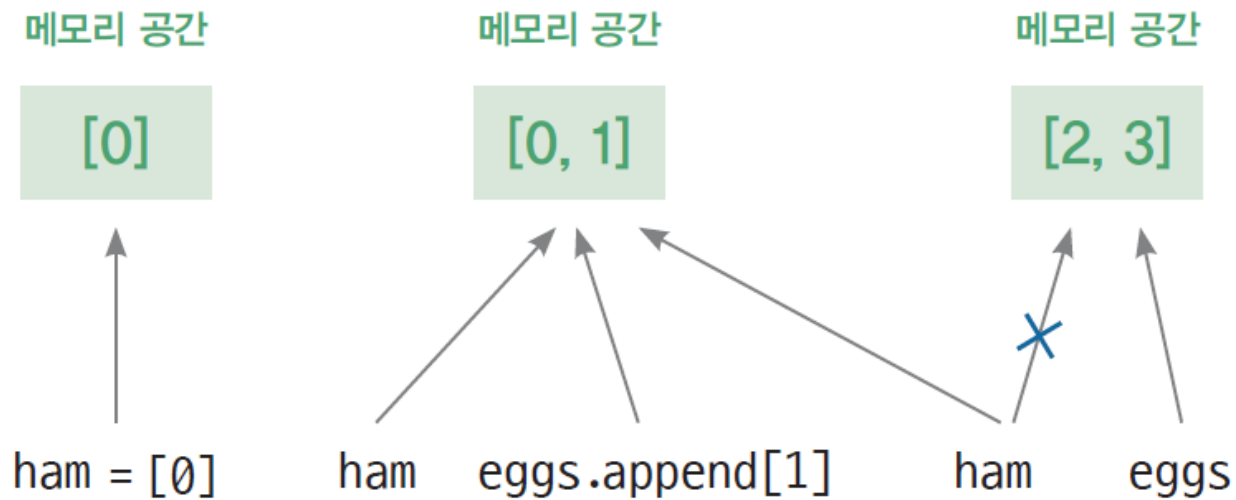 메모리 공간 메모리 공간 메모리 공간
[0] [0, 1] [2, 3]
ham = [0] ham eggs.append[1] ham eggs